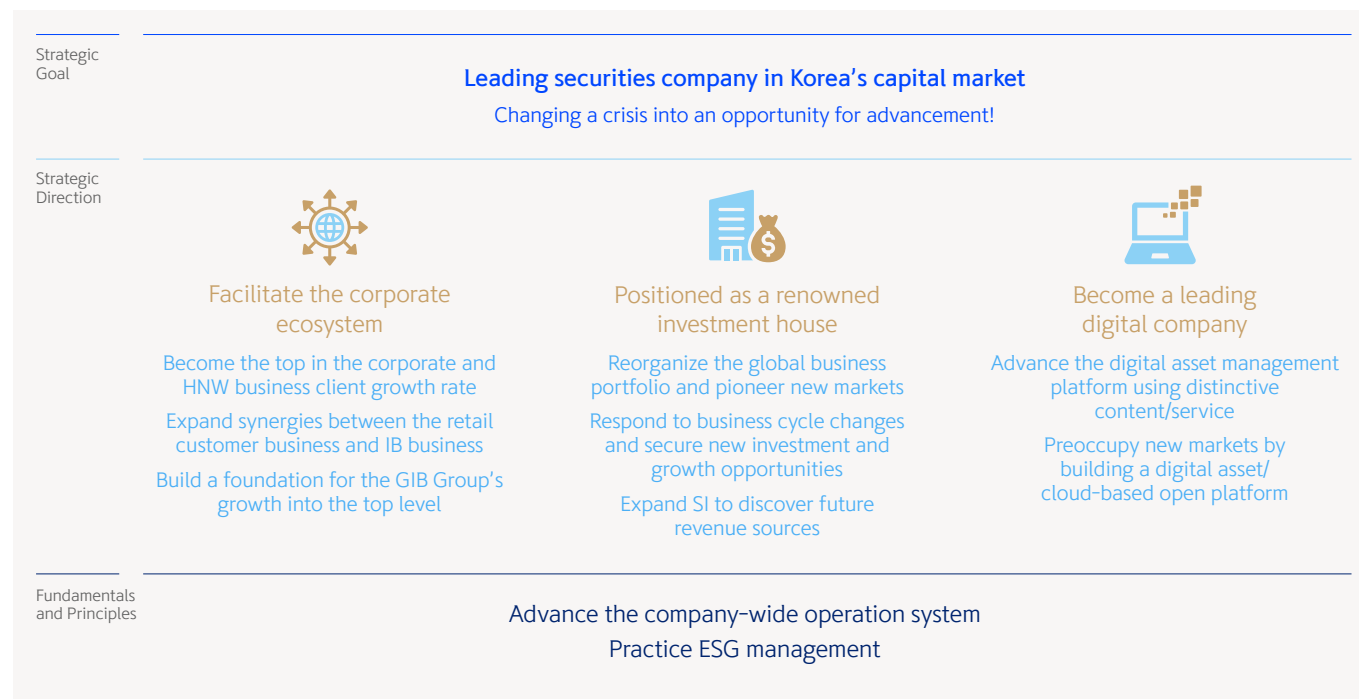 Strategic
Goal
Leading securities company in Korea's capital market
Changing a crisis into an opportunity for advancement!
Strategic
Direction
$
Facilitate the corporate
ecosystem
Become the top in the corporate and
HNW business client growth rate
Expand synergies between the retail
customer business and IB business
Build a foundation for the GIB Group's
growth into the top level
Positioned as a renowned
investment house
Reorganize the global business
portfolio and pioneer new markets
Respond to business cycle changes
and secure new investment and
growth opportunities
Expand SI to discover future
revenue sources
Become a leading
digital company
Advance the digital asset management
platform using distinctive
content/service
Preoccupy new markets by
building a digital asset/
cloud-based open platform
Fundamentals
and Principles
Advance the company-wide operation system
Practice ESG management